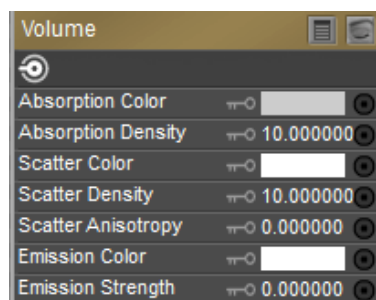 Volume
Absorption Color
Absorption Density 10.000000
Scatter Color
Scatter Density 10.000000
Scatter Anisotropy 0.000000
Emission Color
Emission Strength 0.000000